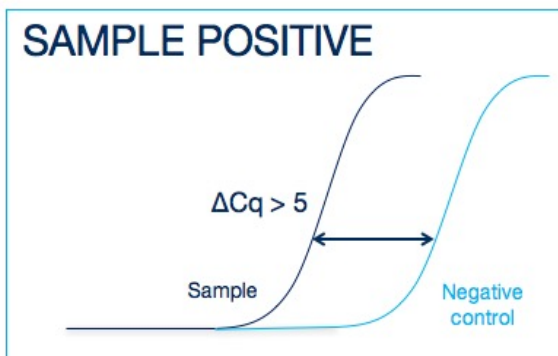 SAMPLE POSITIVE
ΔCq > 5
Sample
Negative
control